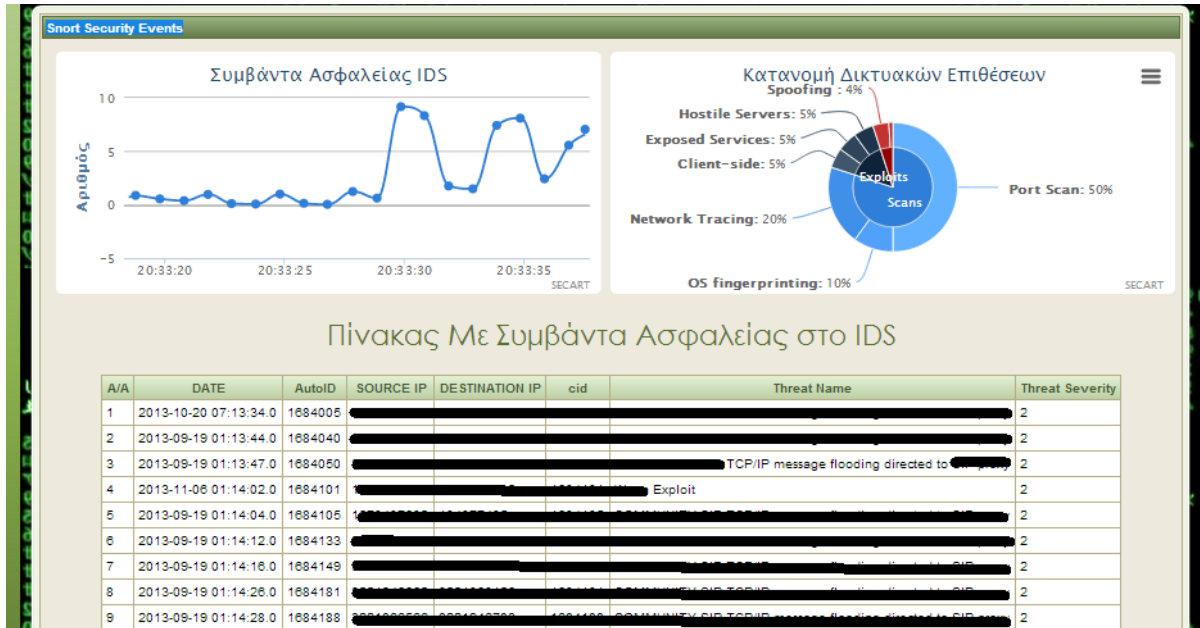 Snort Security Events
Συμβάντα Ασφαλείας IDS
Αριθμός
10
5
0
-5
20:33:20 20:33:25 20:33:30 20:33:35
SECART
Κατανομή Δικτυακών Επιθέσεων
Spoofing : 4%
Hostile Servers: 5%
Exposed Services: 5%
Client-side: 5%
Network Tracing: 20%
OS fingerprinting: 10%
Port Scan: 50%
Exploits
Scans
SECART
Πίνακας Με Συμβάντα Ασφαλείας στο IDS
A/A DATE AutoID SOURCE IP DESTINATION IP cid Threat Name Threat Severity
1 2013-10-20 07:13:34.0 1684005 2
2 2013-09-19 01:13:44.0 1684040 2
3 2013-09-19 01:13:47.0 1684050 TCP/IP message flooding directed to 2
4 2013-11-06 01:14:02.0 1684101 Exploit 2
5 2013-09-19 01:14:04.0 1684105 2
6 2013-09-19 01:14:12.0 1684133 2
7 2013-09-19 01:14:16.0 1684149 2
8 2013-09-19 01:14:26.0 1684181 2
9 2013-09-19 01:14:28.0 1684188 2